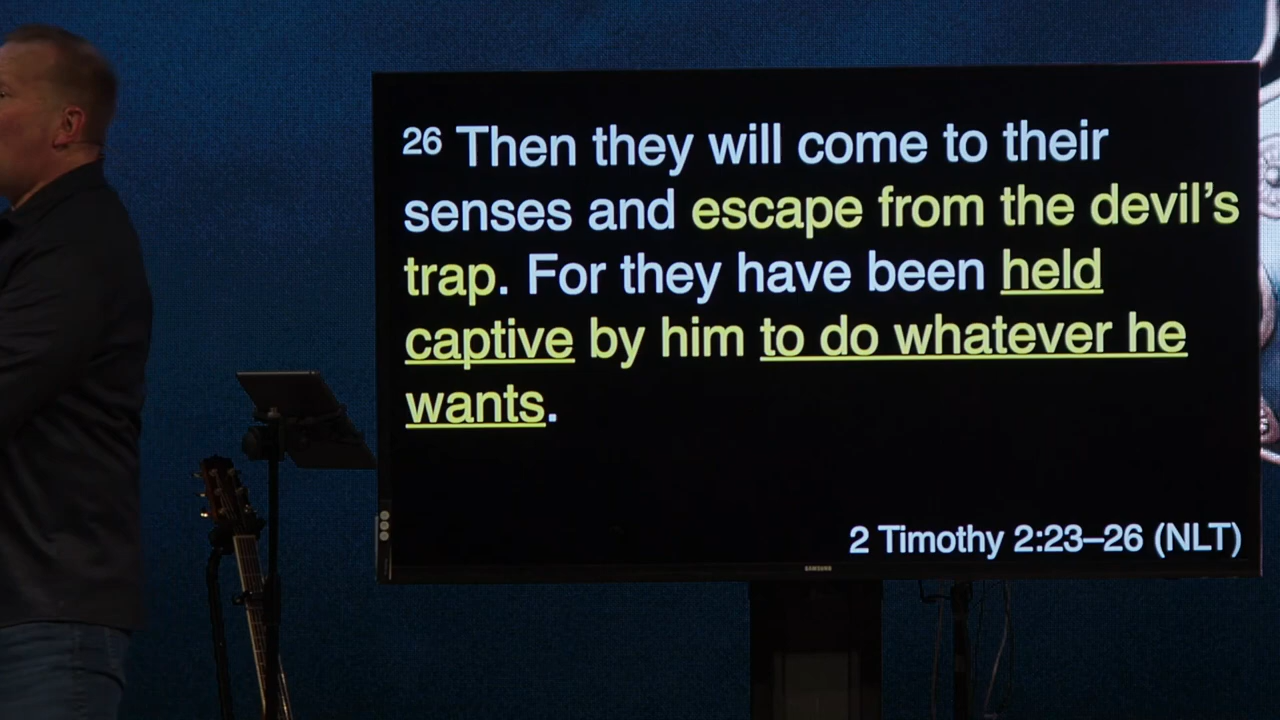 26 Then they will come to their
senses and escape from the devil’s
trap. For they have been held
captive by him to do whatever he
wants.
2 Timothy 2:23–26 (NLT)
SAMSUNG